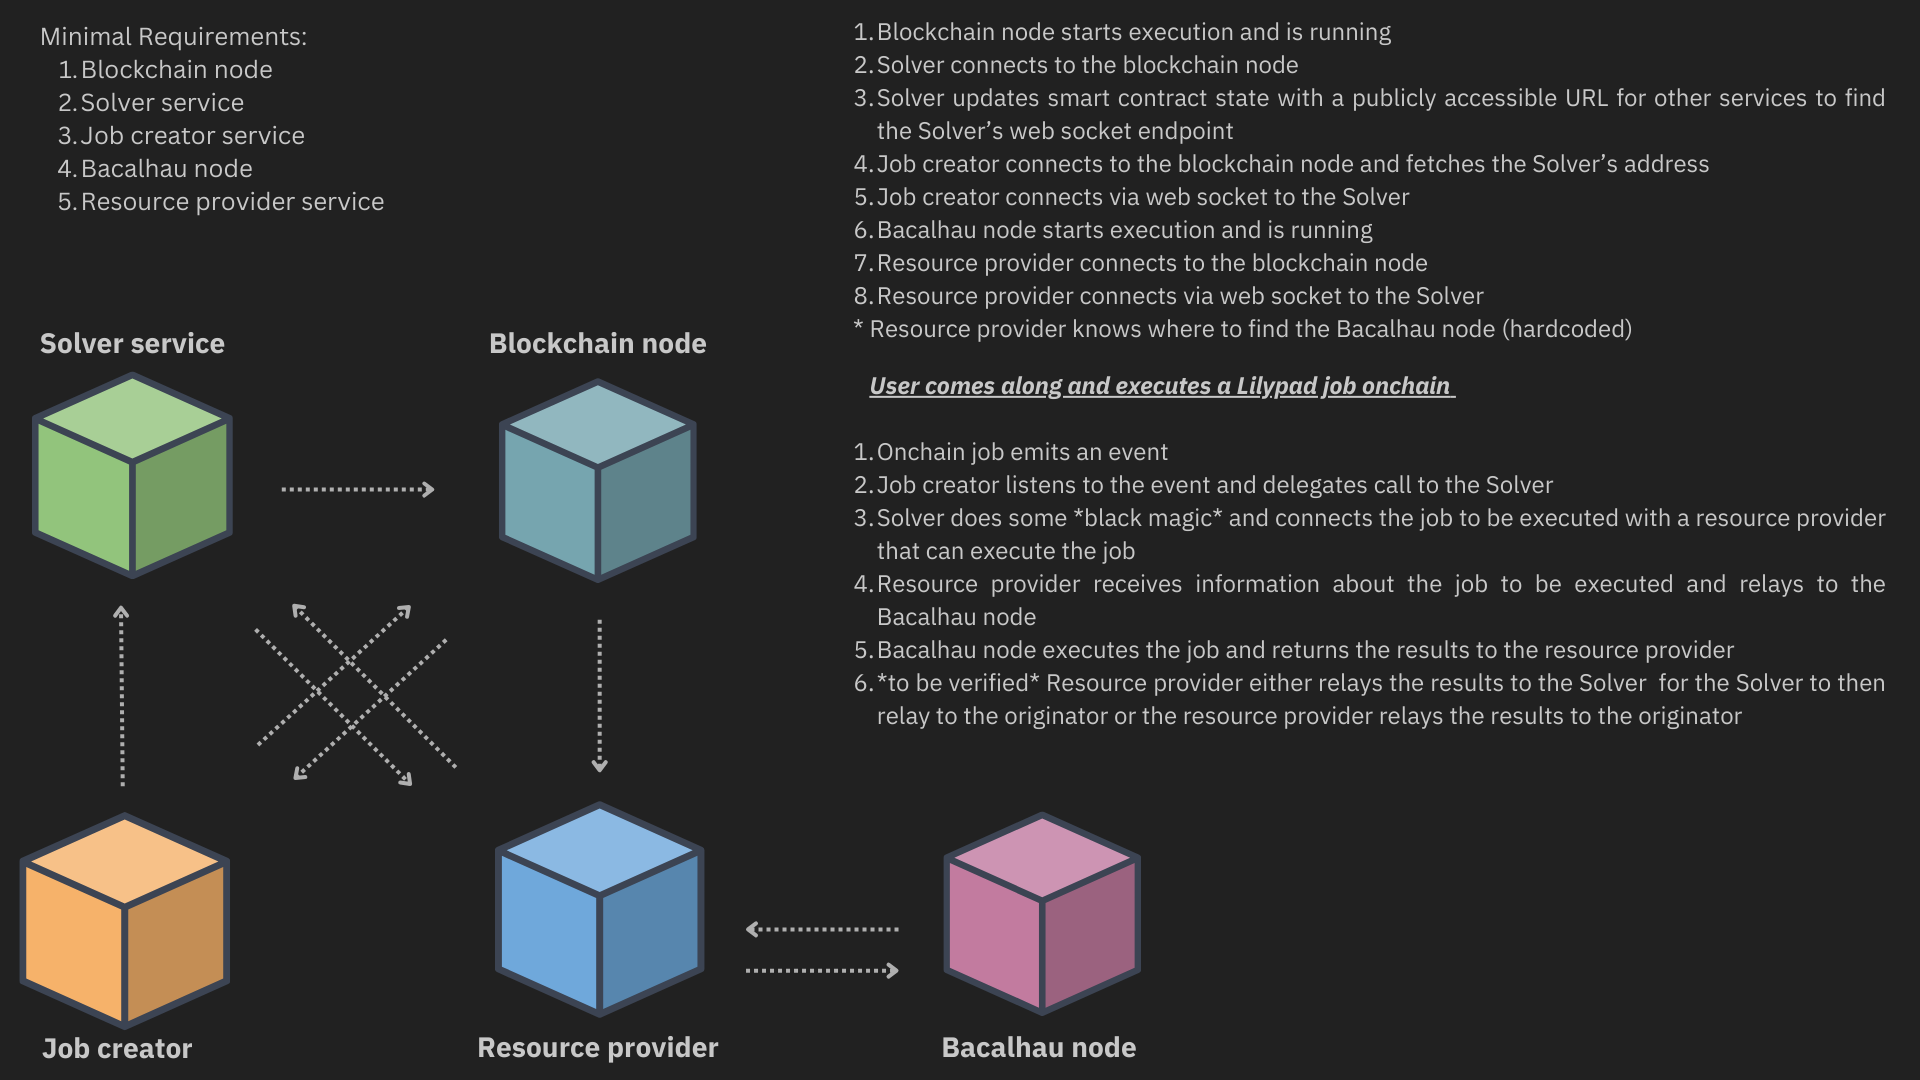 Minimal Requirements:
1. Blockchain node
2. Solver service
3. Job creator service
4. Bacalhau node
5. Resource provider service
1. Blockchain node starts execution and is running
2. Solver connects to the blockchain node
3. Solver updates smart contract state with a publicly accessible URL for other services to find
the Solver’s web socket endpoint
4. Job creator connects to the blockchain node and fetches the Solver’s address
5. Job creator connects via web socket to the Solver
6. Bacalhau node starts execution and is running
7. Resource provider connects to the blockchain node
8. Resource provider connects via web socket to the Solver
* Resource provider knows where to find the Bacalhau node (hardcoded)
User comes along and executes a Lilypad job onchain
1. Onchain job emits an event
2. Job creator listens to the event and delegates call to the Solver
3. Solver does some *black magic* and connects the job to be executed with a resource provider
that can execute the job
4. Resource provider receives information about the job to be executed and relays to the
Bacalhau node
5. Bacalhau node executes the job and returns the results to the resource provider
6. *to be verified* Resource provider either relays the results to the Solver for the Solver to then
relay to the originator or the resource provider relays the results to the originator
Solver service
Blockchain node
Job creator
Resource provider
Bacalhau node